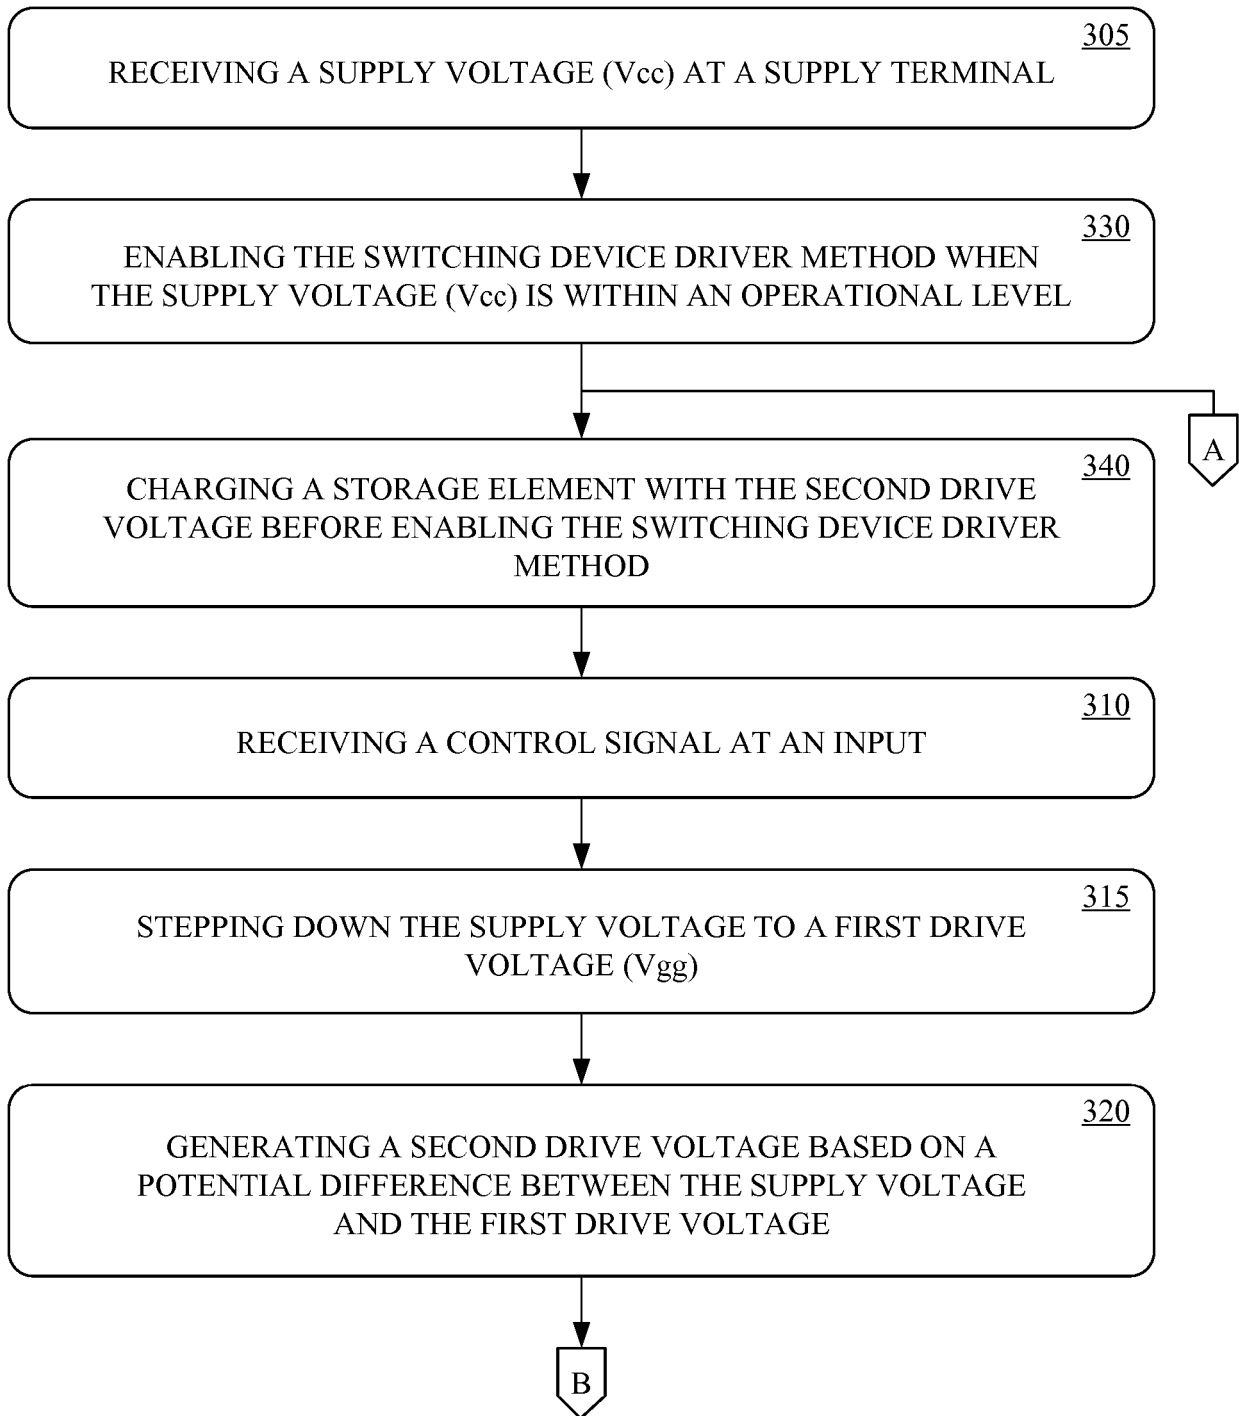 305
RECEIVING A SUPPLY VOLTAGE (Vcc) AT A SUPPLY TERMINAL
330
ENABLING THE SWITCHING DEVICE DRIVER METHOD WHEN
THE SUPPLY VOLTAGE (Vcc) IS WITHIN AN OPERATIONAL LEVEL
A
340
CHARGING A STORAGE ELEMENT WITH THE SECOND DRIVE
VOLTAGE BEFORE ENABLING THE SWITCHING DEVICE DRIVER
METHOD
310
RECEIVING A CONTROL SIGNAL AT AN INPUT
315
STEPPING DOWN THE SUPPLY VOLTAGE TO A FIRST DRIVE
VOLTAGE (Vgg)
320
GENERATING A SECOND DRIVE VOLTAGE BASED ON A
POTENTIAL DIFFERENCE BETWEEN THE SUPPLY VOLTAGE
AND THE FIRST DRIVE VOLTAGE
B